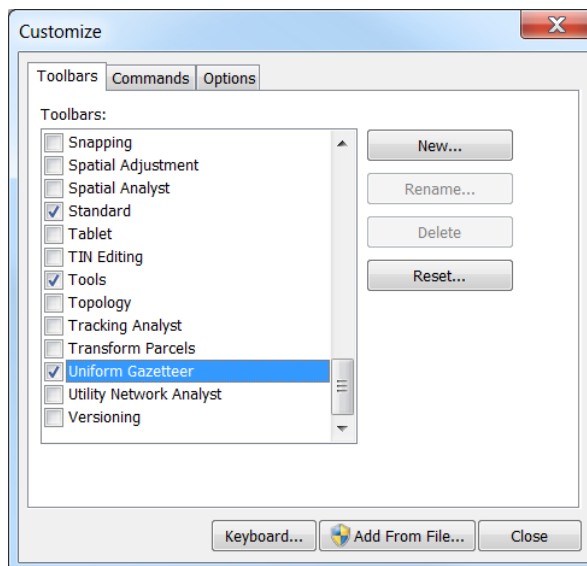 Customize
Toolbars Commands Options
Toolbars:
Snapping
Spatial Adjustment
Spatial Analyst
Standard
Tablet
TIN Editing
Tools
Topology
Tracking Analyst
Transform Parcels
Uniform Gazetteer
Utility Network Analyst
Versioning
New...
Rename...
Delete
Reset...
Keyboard... Add From File... Close